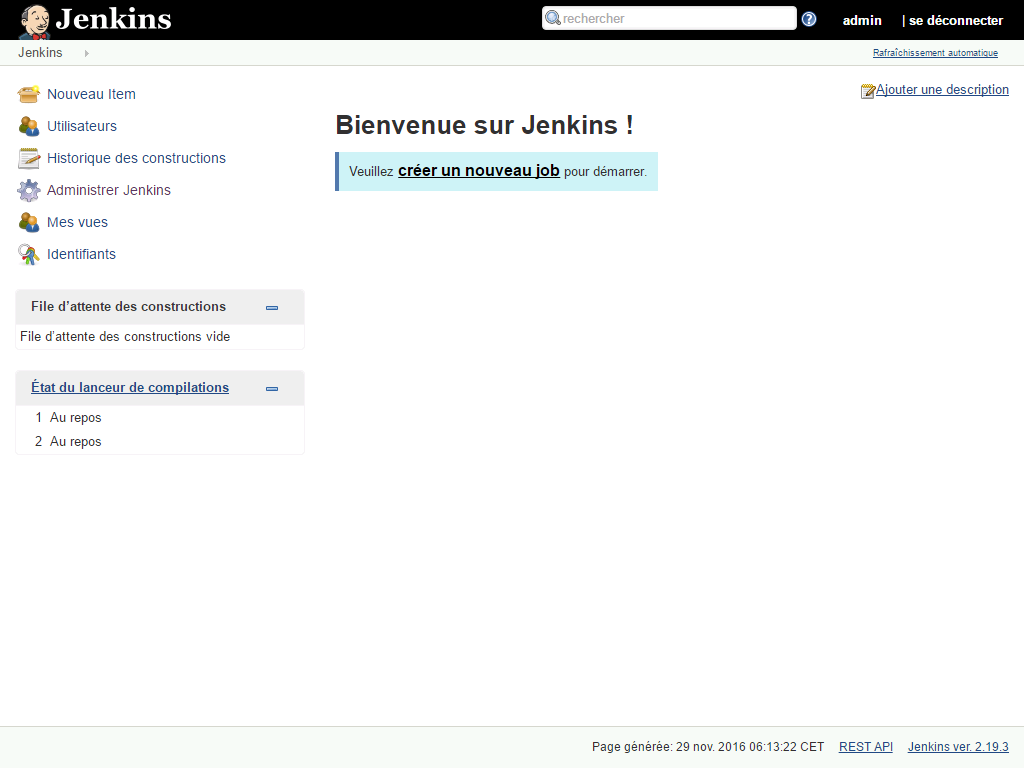 Jenkins
rechercher
admin
| se déconnecter
Jenkins
Rafraîchissement automatique
Nouveau Item
Utilisateurs
Historique des constructions
Administrer Jenkins
Mes vues
Identifiants
File d’attente des constructions
File d’attente des constructions vide
État du lanceur de compilations
1 Au repos
2 Au repos
Ajouter une description
Bienvenue sur Jenkins !
Veuillez créer un nouveau job pour démarrer.
Page générée: 29 nov. 2016 06:13:22 CET REST API Jenkins ver. 2.19.3